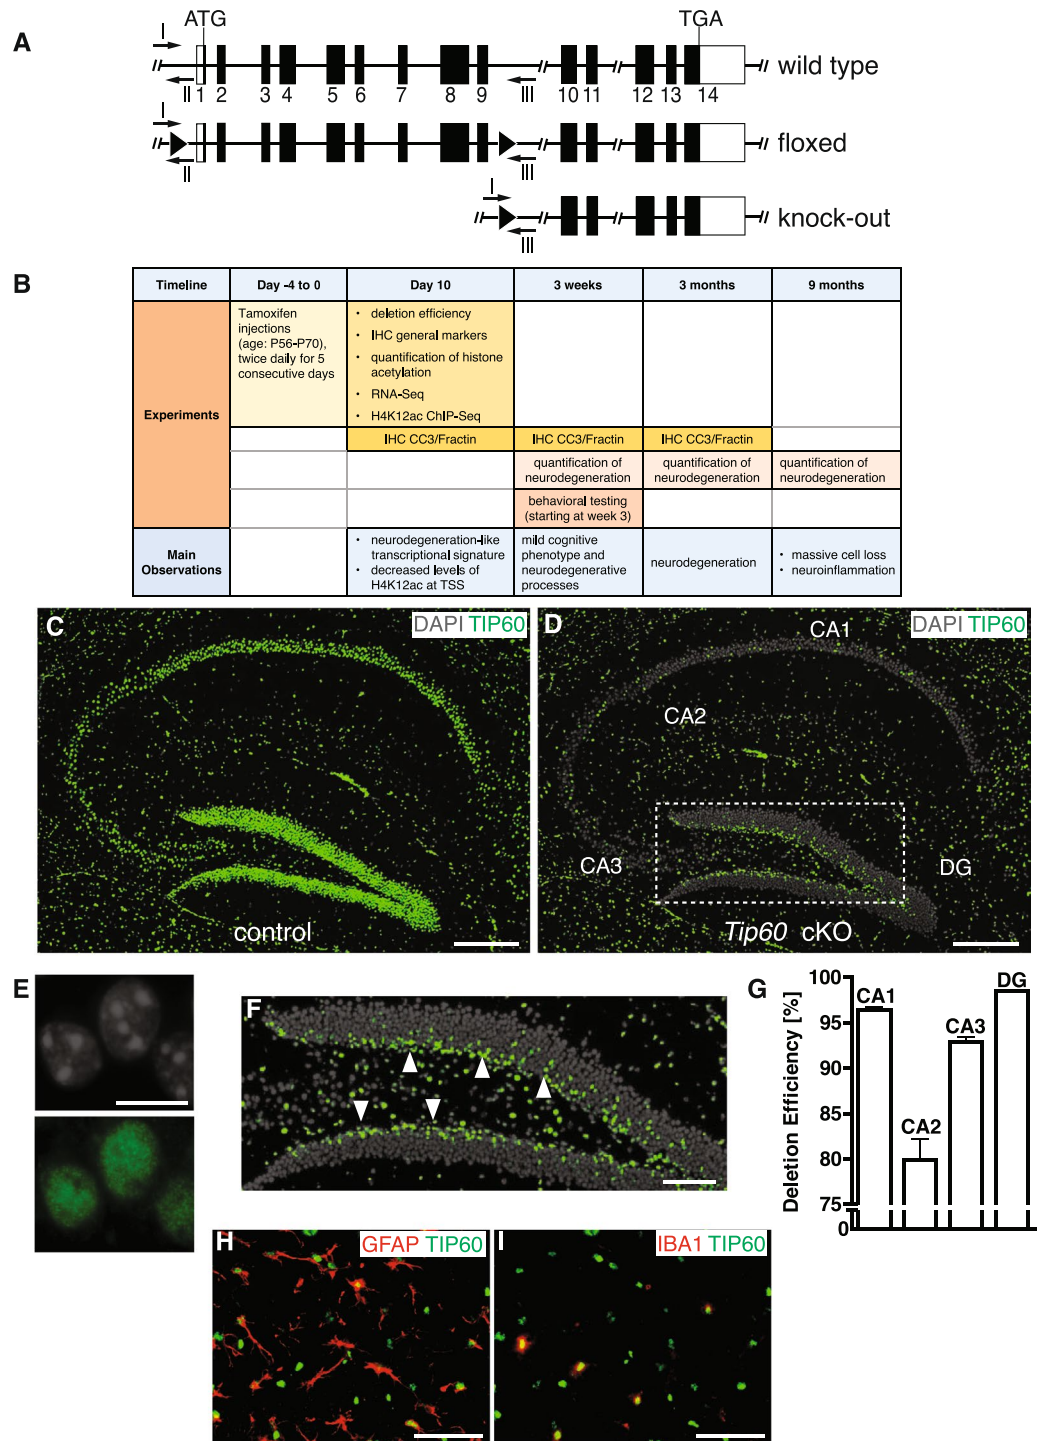 A
I
ATG
TGA
wild type
II
1 2 3 4 5 6 7 8 9 III 10 11 12 13 14
I
floxed
II
III
I
knock-out
III
B
Timeline Day -4 to 0 Day 10 3 weeks 3 months 9 months
Experiments
Tamoxifen
injections
(age: P56-P70),
twice daily for 5
consecutive days
• deletion efficiency
• IHC general markers
• quantification of histone
acetylation
• RNA-Seq
• H4K12ac ChIP-Seq
IHC CC3/Fractin IHC CC3/Fractin IHC CC3/Fractin
quantification of
neurodegeneration
quantification of
neurodegeneration
quantification of
neurodegeneration
behavioral testing
(starting at week 3)
Main
Observations
• neurodegeneration-like
transcriptional signature
• decreased levels of
H4K12ac at TSS
mild cognitive
phenotype and
neurodegenerative
processes
neurodegeneration
• massive cell loss
• neuroinflammation
C
DAPI TIP60
control
D
DAPI TIP60
CA1
CA2
CA3
DG
Tip60 cKO
E
F
G
Deletion Efficiency [%]
100
95
90
85
80
75
0
CA1
CA2
CA3
DG
H
GFAP TIP60
I
IBA1 TIP60